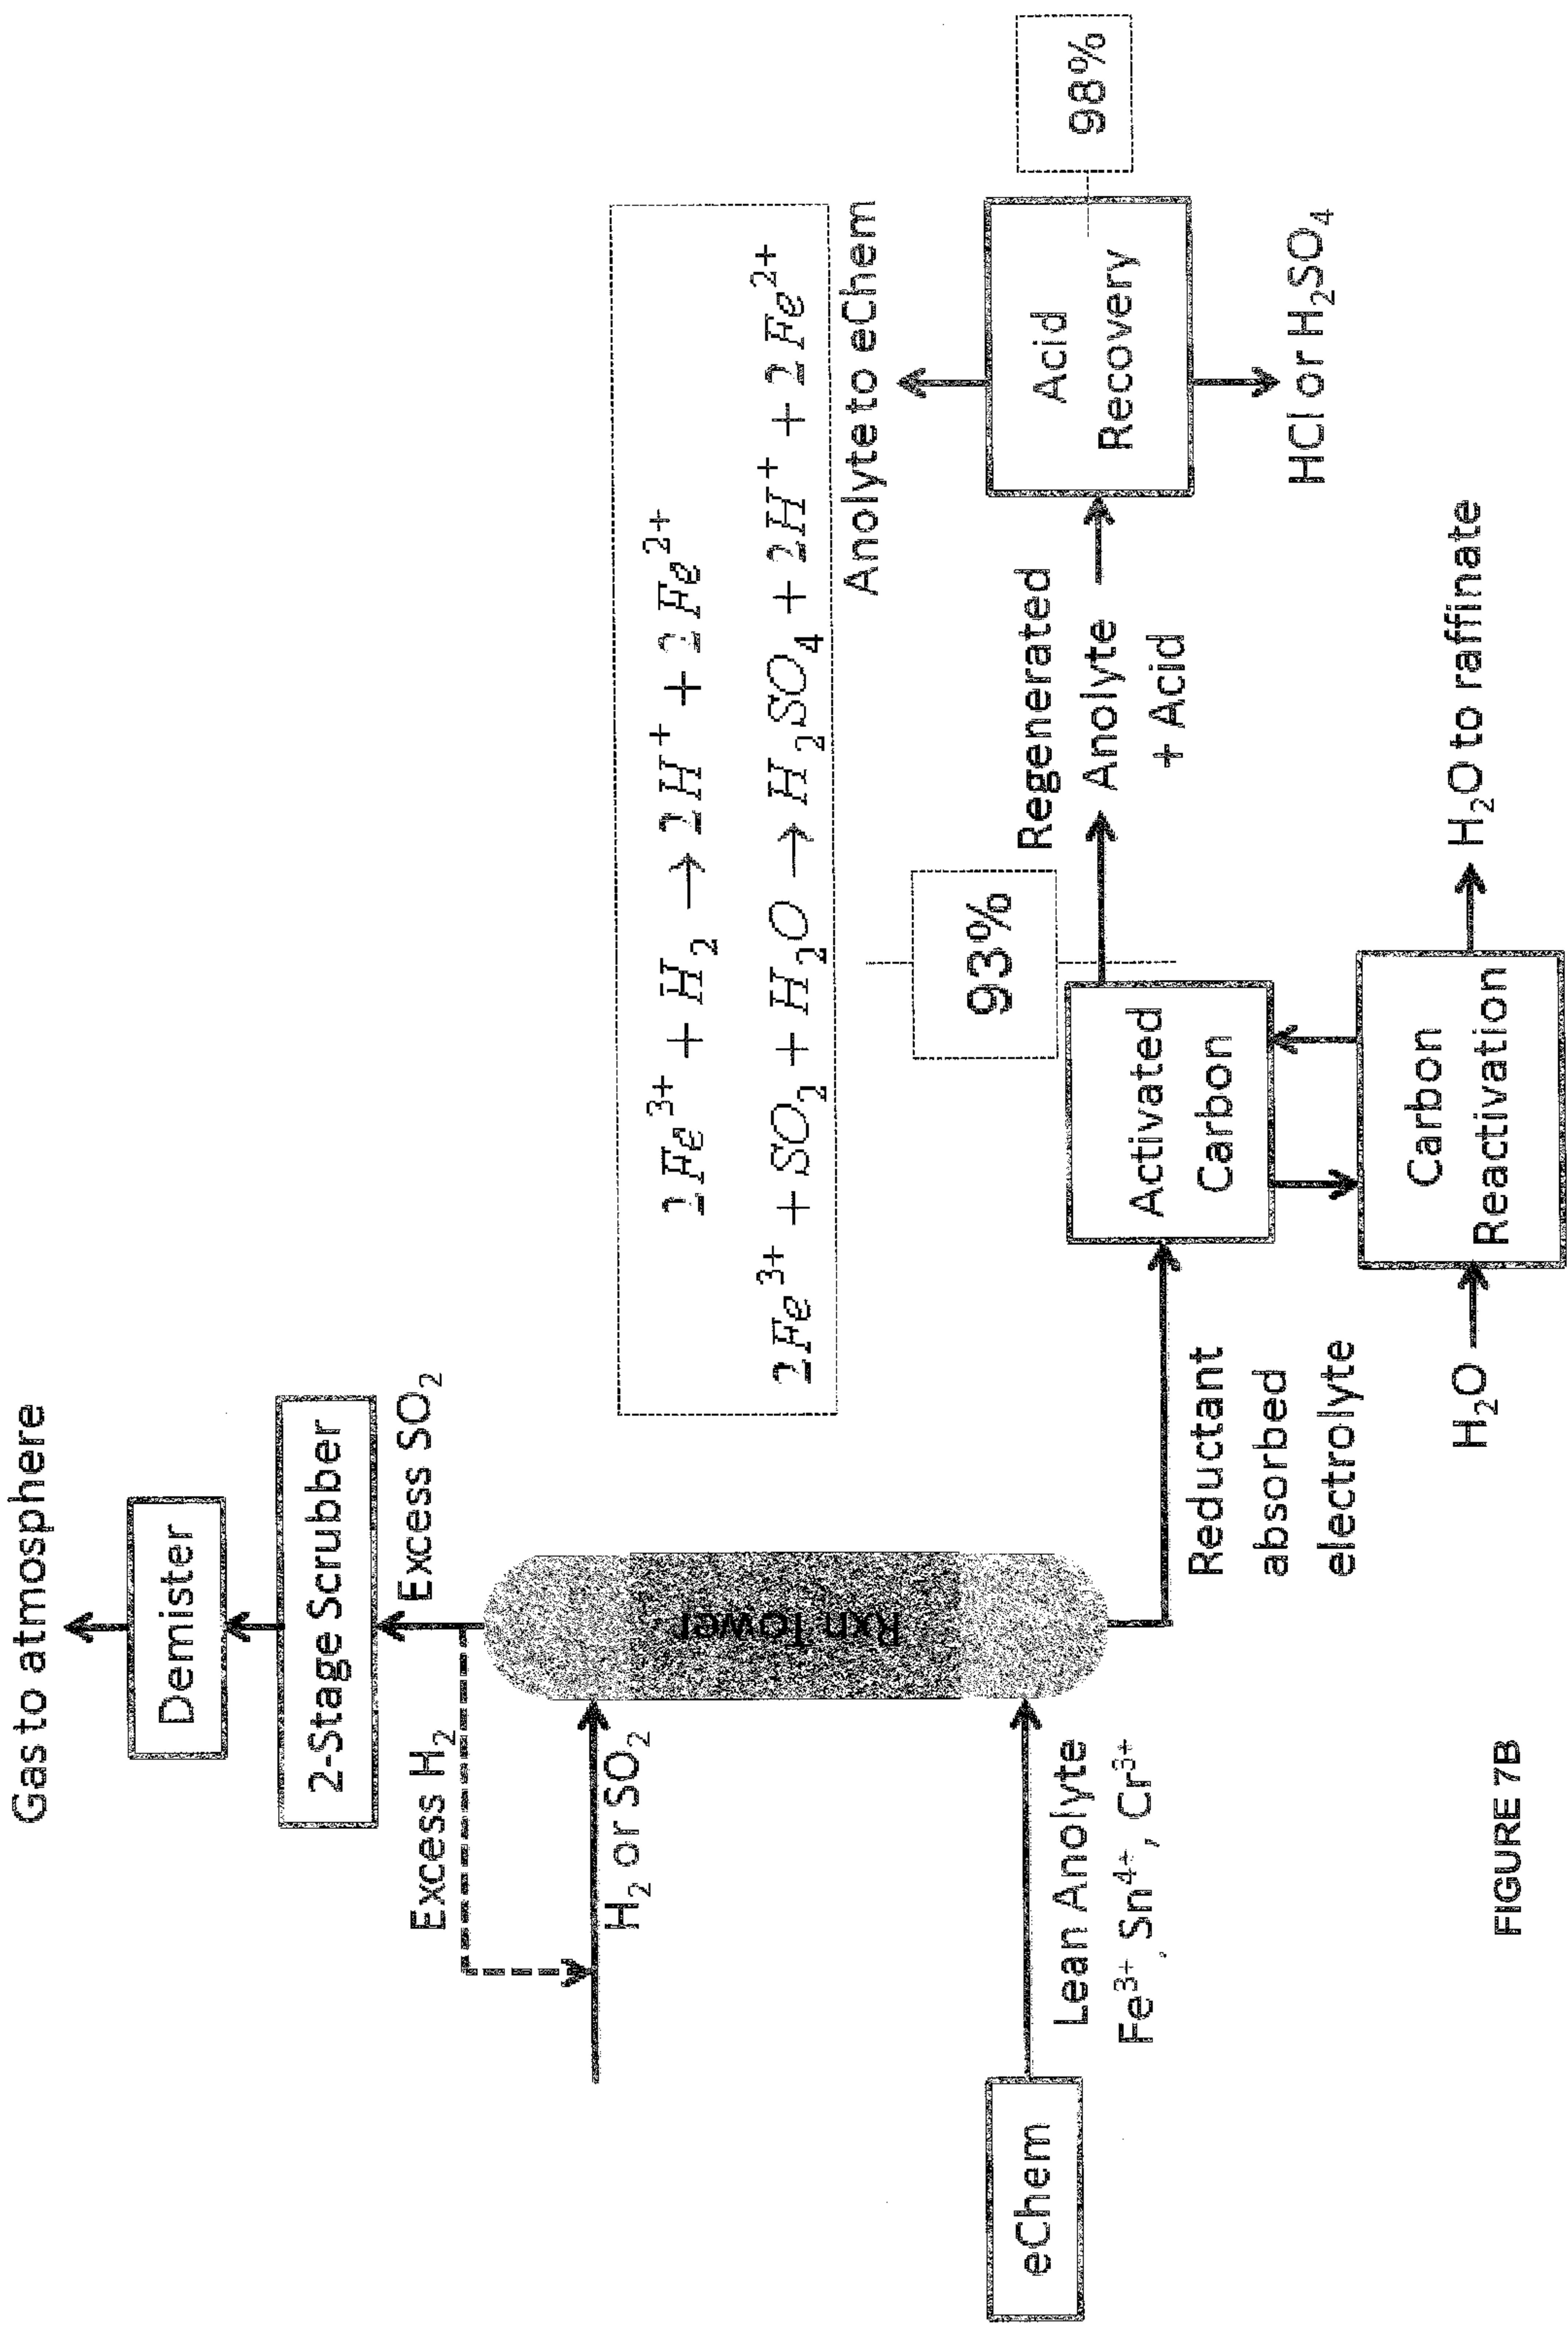 Gas to atmosphere
Demister
2-Stage Scrubber
Excess H₂
Excess SO₂
H₂ or SO₂
Rxn Tower
2Fe³⁺ + H₂ → 2H⁺ + 2Fe²⁺
2Fe³⁺ + SO₂ + H₂O → H₂SO₄ + 2H⁺ + 2Fe²⁺
eChem
Lean Anolyte
Fe³⁺, Sn⁴⁺, Cr³⁺
Reductant
absorbed
electrolyte
93%
Activated
Carbon
H₂O
Carbon
Reactivation
H₂O to raffinate
Regenerated
Anolyte
+ Acid
Anolyte to eChem
Acid
Recovery
98%
HCl or H₂SO₄
FIGURE 7B